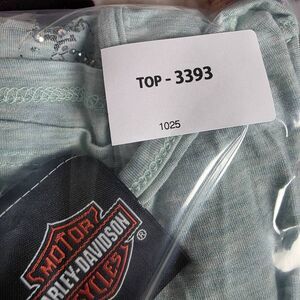 TOP - 3393
1025
MOTOR
HARLEY-DAVIDSON
CYCLES
®